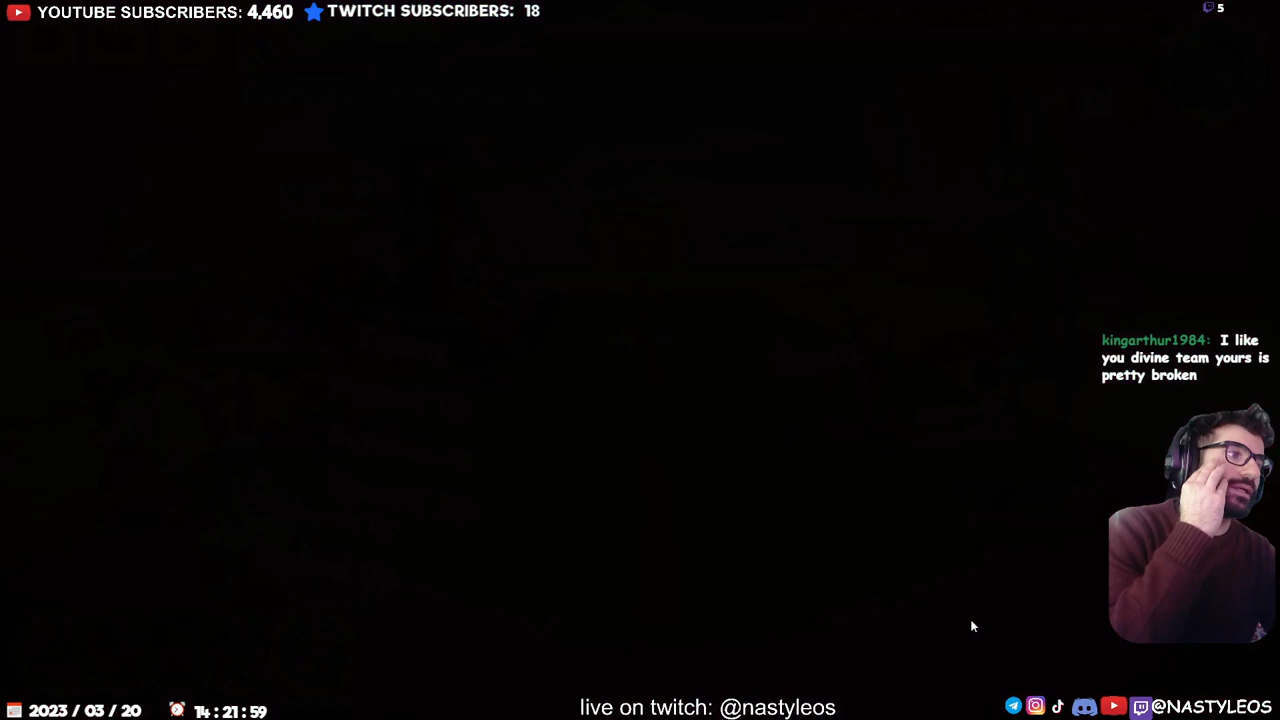 YOUTUBE SUBSCRIBERS: 4,460 TWITCH SUBSCRIBERS: 18
5
kingarthur1984: I like
you divine team yours is
pretty broken
2023 / 03 / 20 14:21:59
live on twitch: @nastyleos
@NASTYLEOS